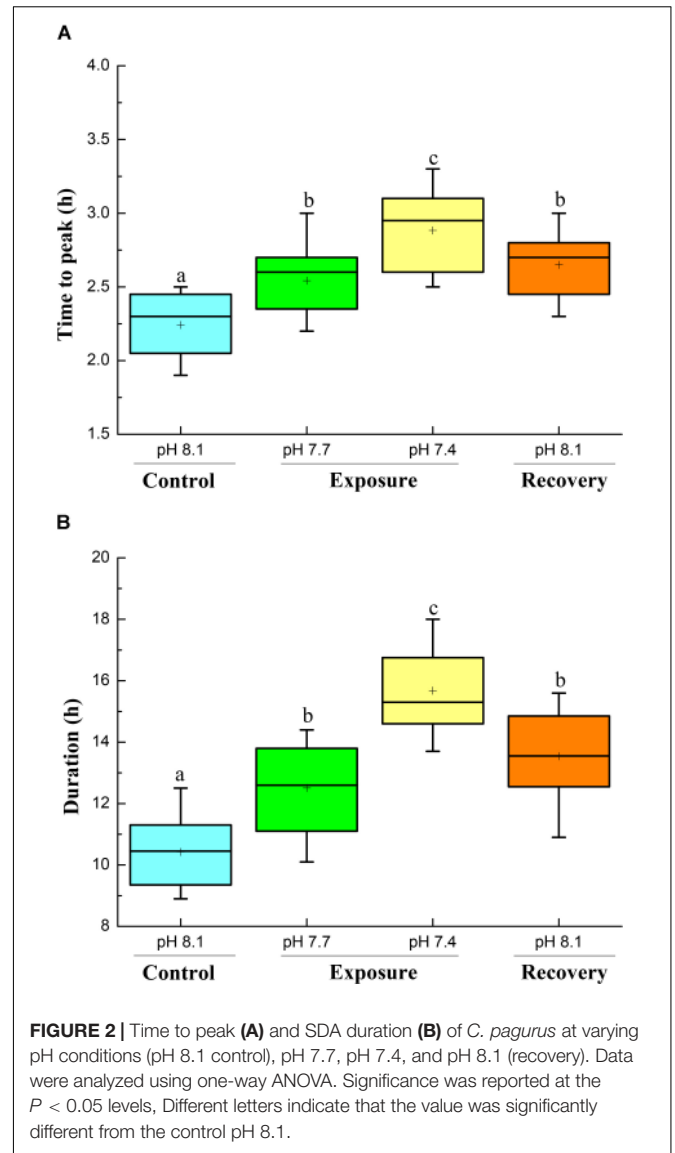 A
4.0
3.5
3.0
2.5
2.0
1.5
Time to peak (h)
a
b
c
b
pH 8.1
pH 7.7
pH 7.4
pH 8.1
Control
Exposure
Recovery
B
20
18
16
14
12
10
8
Duration (h)
a
b
c
b
pH 8.1
pH 7.7
pH 7.4
pH 8.1
Control
Exposure
Recovery
FIGURE 2 | Time to peak (A) and SDA duration (B) of C. pagurus at varying
pH conditions (pH 8.1 control), pH 7.7, pH 7.4, and pH 8.1 (recovery). Data
were analyzed using one-way ANOVA. Significance was reported at the
P < 0.05 levels, Different letters indicate that the value was significantly
different from the control pH 8.1.